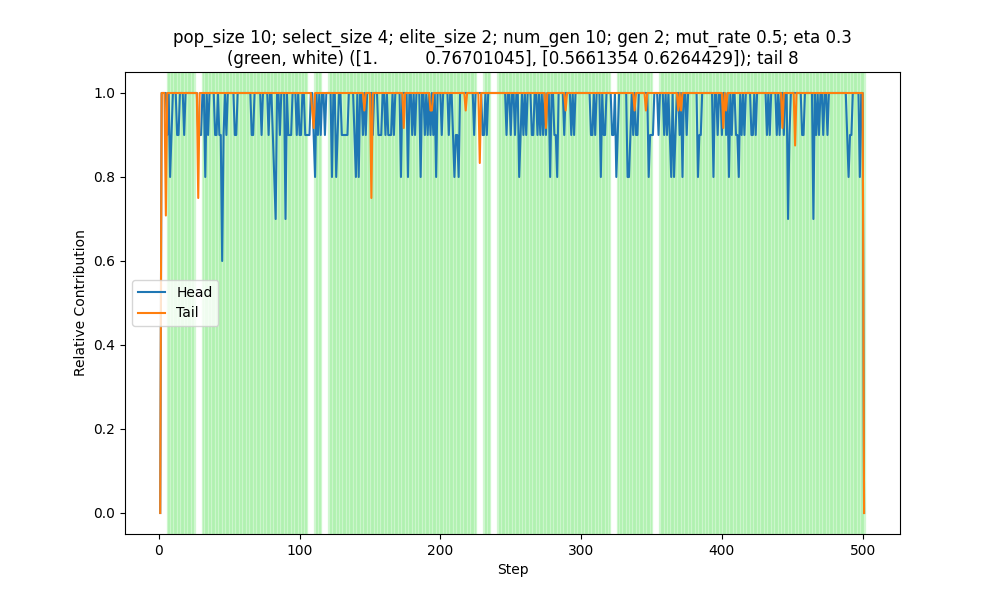 pop_size 10; select_size 4; elite_size 2; num_gen 10; gen 2; mut_rate 0.5; eta 0.3
(green, white) ([1.         0.76701045], [0.5661354 0.6264429]); tail 8
1.0
0.8
0.6
0.4
0.2
0.0
Relative Contribution
Head
Tail
0
100
200
300
400
500
Step